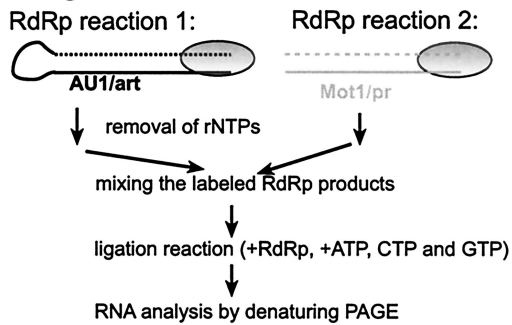 RdRp reaction 1:
RdRp reaction 2:
AU1/art
Mot1/pr
removal of rNTPs
mixing the labeled RdRp products
ligation reaction (+RdRp, +ATP, CTP and GTP)
RNA analysis by denaturing PAGE